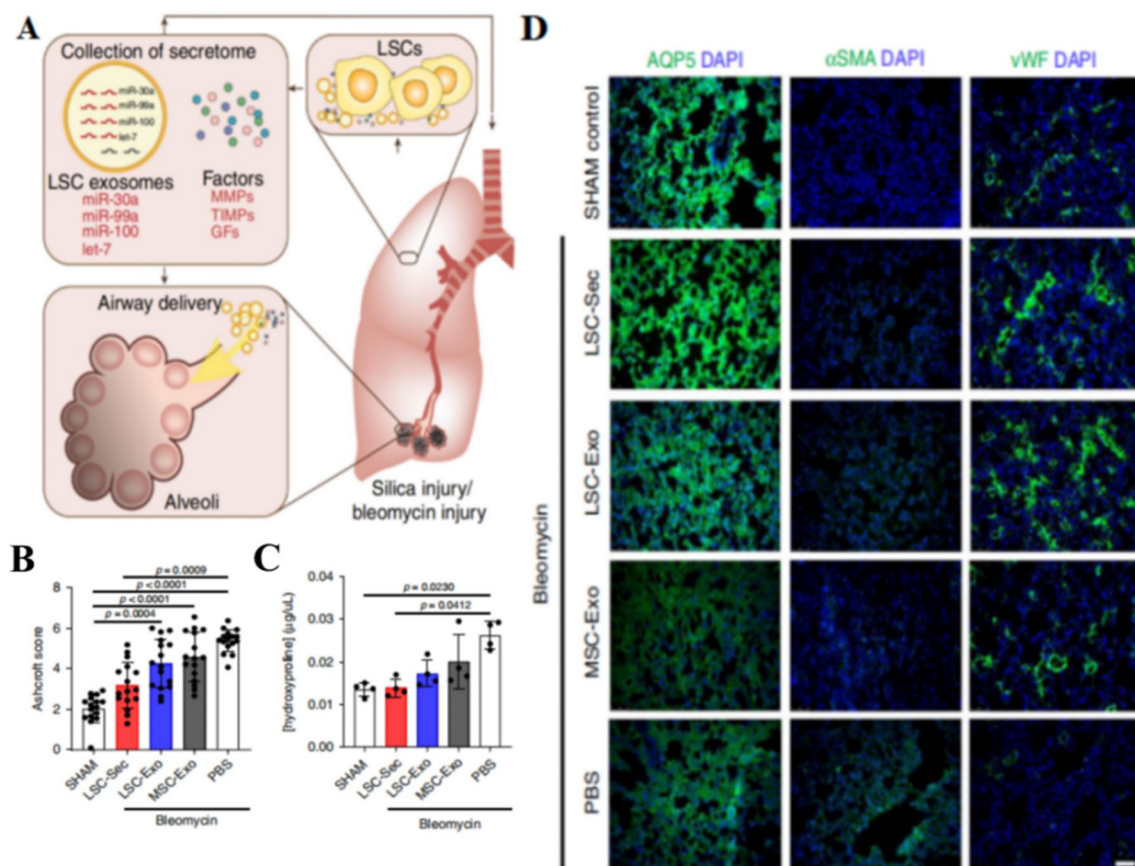 A
Collection of secretome
miR-30a
miR-99a
miR-100
let-7
LSC exosomes
miR-30a
miR-99a
miR-100
let-7
Factors
MMPs
TIMPs
GFs
LSCs
Airway delivery
Alveoli
Silica injury/
bleomycin injury
B
p = 0.0009
p < 0.0001
p < 0.0001
p = 0.0004
Ashcroft score
8
6
4
2
0
SHAM
LSC-Sec
LSC-Exo
MSC-Exo
PBS
Bleomycin
C
p = 0.0230
p = 0.0412
[hydroxyproline] (µg/uL)
0.04
0.03
0.02
0.01
0.00
SHAM
LSC-Sec
LSC-Exo
MSC-Exo
PBS
Bleomycin
D
AQP5 DAPI
αSMA DAPI
vWF DAPI
SHAM control
Bleomycin
LSC-Sec
LSC-Exo
MSC-Exo
PBS